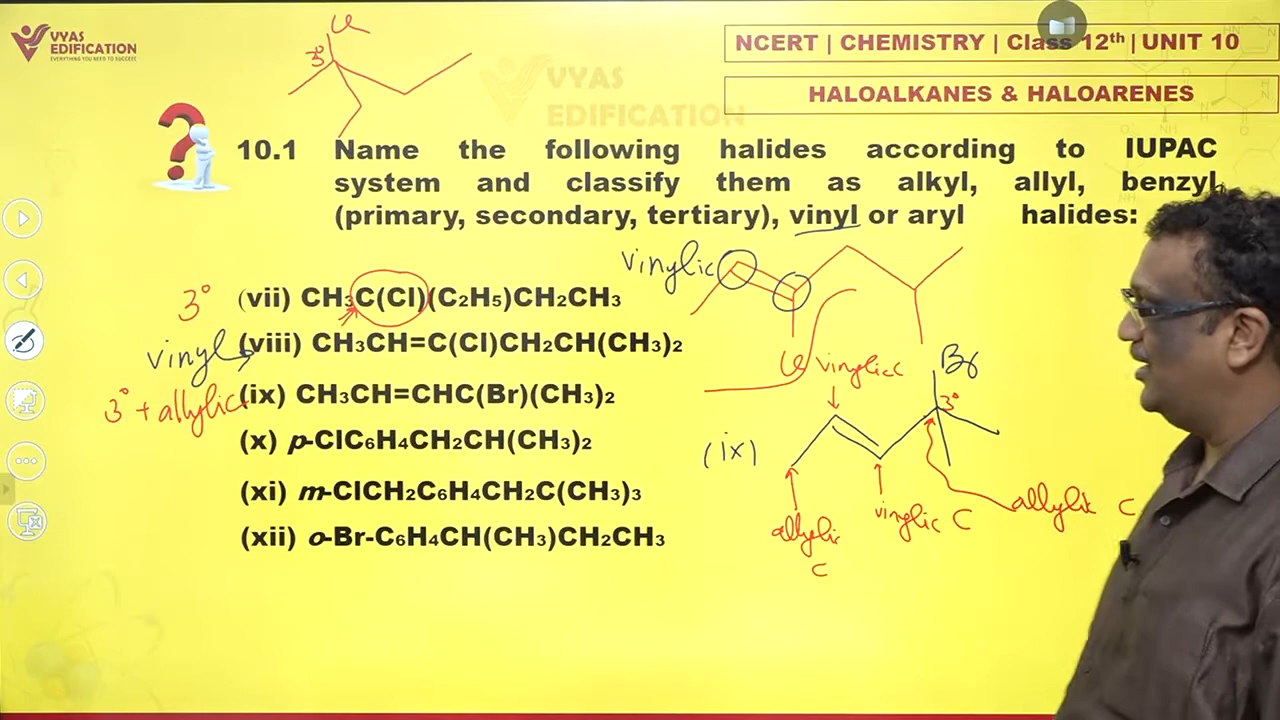 VYAS
EDIFICATION
EVERYTHING YOU NEED TO SUCCEED
NCERT | CHEMISTRY | Class 12th | UNIT 10
HALOALKANES & HALOARENES
VYAS
EDIFICATION
Cl
3°
10.1 Name the following halides according to IUPAC
system and classify them as alkyl, allyl, benzyl
(primary, secondary, tertiary), vinyl or aryl halides:
vinylic
3° (vii) CH3C(Cl)(C2H5)CH2CH3
vinyl (viii) CH3CH=C(Cl)CH2CH(CH3)2
Cl
3° + allylic (ix) CH3CH=CHC(Br)(CH3)2
(x) p-ClC6H4CH2CH(CH3)2
(xi) m-ClCH2C6H4CH2C(CH3)3
(xii) o-Br-C6H4CH(CH3)CH2CH3
vinylic
Br
3°
(ix)
allylic C
vinylic C
allylic
C